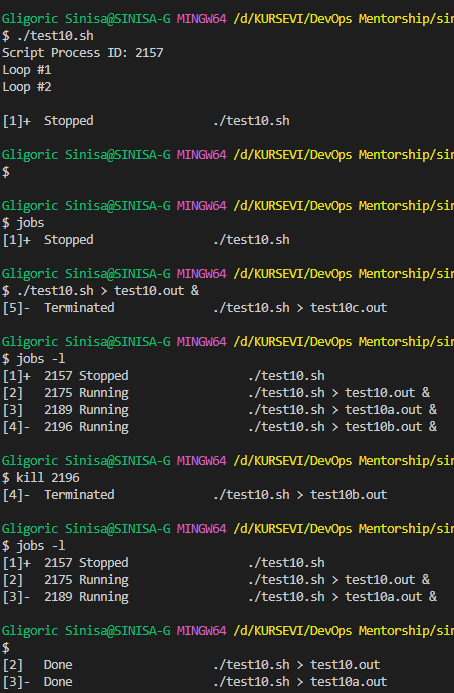 Gligoric Sinisa@SINISA-G MINGW64 /d/KURSEVI/DevOps Mentorship/sin
$ ./test10.sh
Script Process ID: 2157
Loop #1
Loop #2
[1]+  Stopped                 ./test10.sh
Gligoric Sinisa@SINISA-G MINGW64 /d/KURSEVI/DevOps Mentorship/sin
$
Gligoric Sinisa@SINISA-G MINGW64 /d/KURSEVI/DevOps Mentorship/sin
$ jobs
[1]+  Stopped                 ./test10.sh
Gligoric Sinisa@SINISA-G MINGW64 /d/KURSEVI/DevOps Mentorship/sin
$ ./test10.sh > test10.out &
[5]-  Terminated              ./test10.sh > test10c.out
Gligoric Sinisa@SINISA-G MINGW64 /d/KURSEVI/DevOps Mentorship/sin
$ jobs -l
[1]+  2157 Stopped                 ./test10.sh
[2]   2175 Running                 ./test10.sh > test10.out &
[3]   2189 Running                 ./test10.sh > test10a.out &
[4]-  2196 Running                 ./test10.sh > test10b.out &
Gligoric Sinisa@SINISA-G MINGW64 /d/KURSEVI/DevOps Mentorship/sin
$ kill 2196
[4]-  Terminated              ./test10.sh > test10b.out
Gligoric Sinisa@SINISA-G MINGW64 /d/KURSEVI/DevOps Mentorship/sin
$ jobs -l
[1]+  2157 Stopped                 ./test10.sh
[2]   2175 Running                 ./test10.sh > test10.out &
[3]-  2189 Running                 ./test10.sh > test10a.out &
Gligoric Sinisa@SINISA-G MINGW64 /d/KURSEVI/DevOps Mentorship/sin
$
[2]   Done                    ./test10.sh > test10.out
[3]-  Done                    ./test10.sh > test10a.out